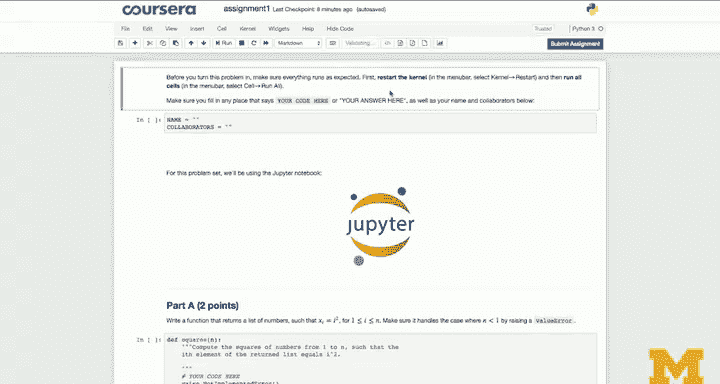 coursera assignment1 Last Checkpoint: 8 minutes ago (autosaved)
File Edit View Insert Cell Kernel Widgets Help Hide Code Trusted Python 3
Run Markdown Validating... Submit Assignment
Before you turn this problem in, make sure everything runs as expected. First, restart the kernel (in the menubar, select Kernel→Restart) and then run all
cells (in the menubar, select Cell→Run All).
Make sure you fill in any place that says YOUR CODE HERE or "YOUR ANSWER HERE", as well as your name and collaborators below:
In [ ]: NAME = ""
COLLABORATORS = ""
For this problem set, we'll be using the Jupyter notebook:
jupyter
Part A (2 points)
Write a function that returns a list of numbers, such that xᵢ = i², for 1 ≤ i ≤ n. Make sure it handles the case where n < 1 by raising a ValueError.
In [ ]: def squares(n):
"""Compute the squares of numbers from 1 to n, such that the
ith element of the returned list equals i^2.
"""
# YOUR CODE HERE
raise NotImplementedError()
M